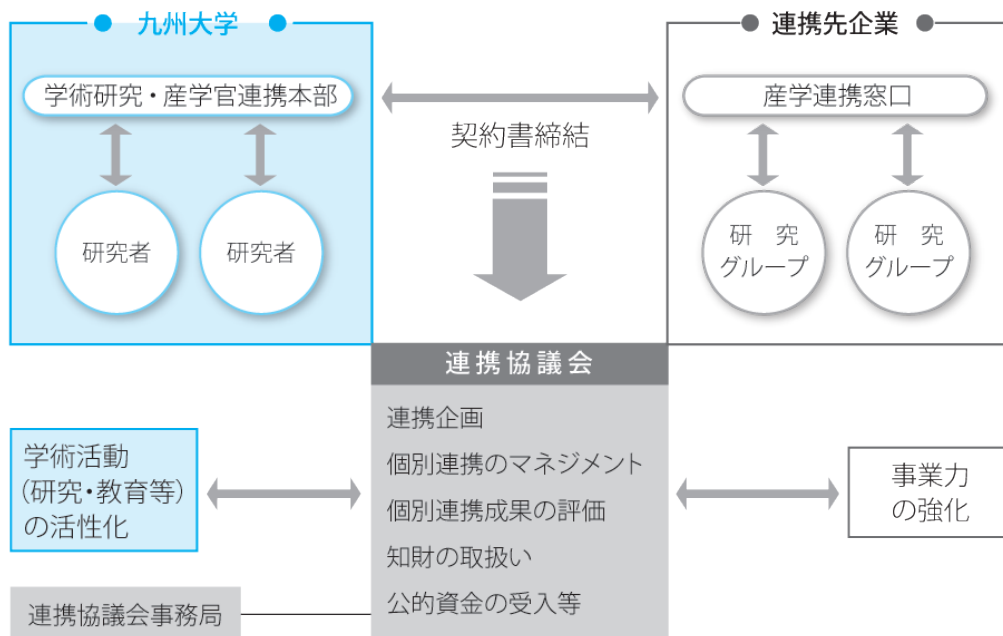 九州大学
学術研究・産学官連携本部
研究者
研究者
契約書締結
連携先企業
産学連携窓口
研 究
グループ
研 究
グループ
連携協議会
連携企画
個別連携のマネジメント
個別連携成果の評価
知財の取扱い
公的資金の受入等
学術活動
(研究・教育等)
の活性化
事業力
の強化
連携協議会事務局